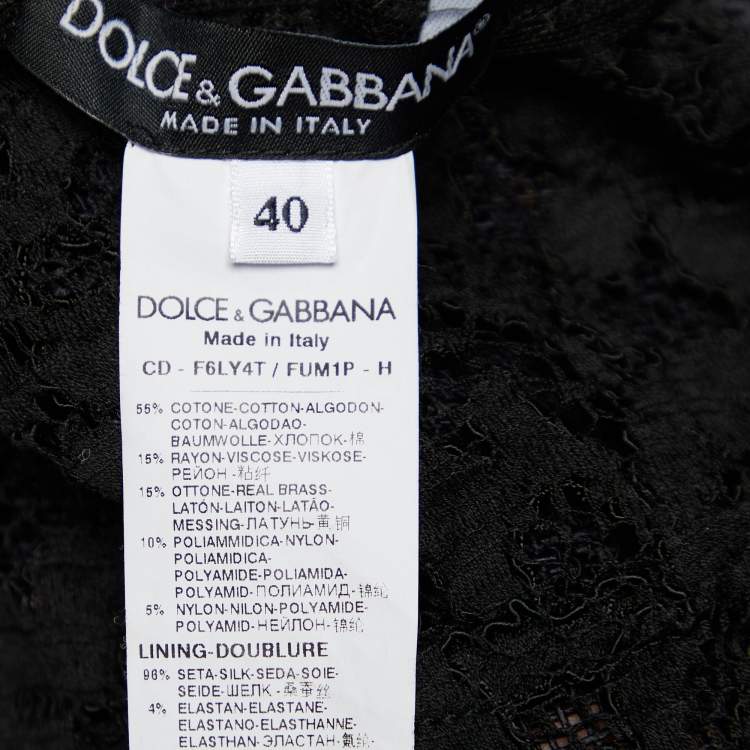 DOLCE & GABBANA®
MADE IN ITALY
40
DOLCE & GABBANA
Made in Italy
CD - F6LY4T / FUM1P - H
55% COTONE-COTTON-ALGODON-
COTON-ALGODAO-
BAUMWOLLE-ХЛОПОК-棉
15% RAYON-VISCOSE-VISKOSE-
РЕЙОН-粘纤
15% OTTONE-REAL BRASS-
LATÓN-LAITON-LATÃO-
MESSING-ЛАТУНЬ-黄铜
10% POLIAMMIDICA-NYLON-
POLIAMIDICA-
POLYAMIDE-POLIAMIDA-
POLYAMID-ПОЛИАМИД-锦纶
5% NYLON-NILON-POLYAMIDE-
POLYAMID-НЕЙЛОН-锦纶
LINING-DOUBLURE
96% SETA-SILK-SEDA-SOIE-
SEIDE-ШЕЛК-桑蚕丝
4% ELASTAN-ELASTANE-
ELASTANO-ELASTHANNE-
ELASTHAN-ЭЛАСТАН-氨纶